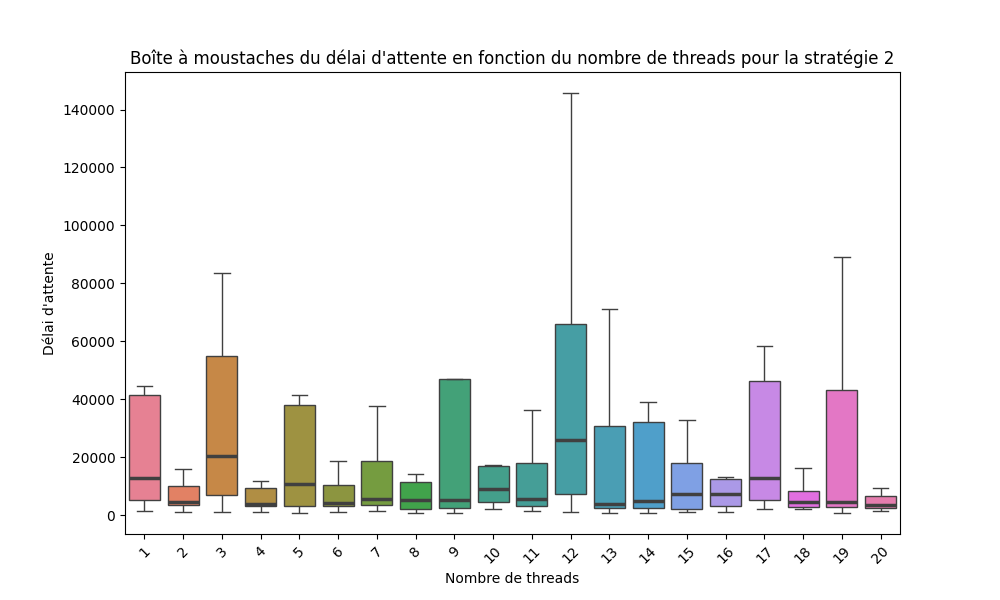 Boîte à moustaches du délai d'attente en fonction du nombre de threads pour la stratégie 2
Délai d'attente
140000
120000
100000
80000
60000
40000
20000
0
1 2 3 4 5 6 7 8 9 10 11 12 13 14 15 16 17 18 19 20
Nombre de threads